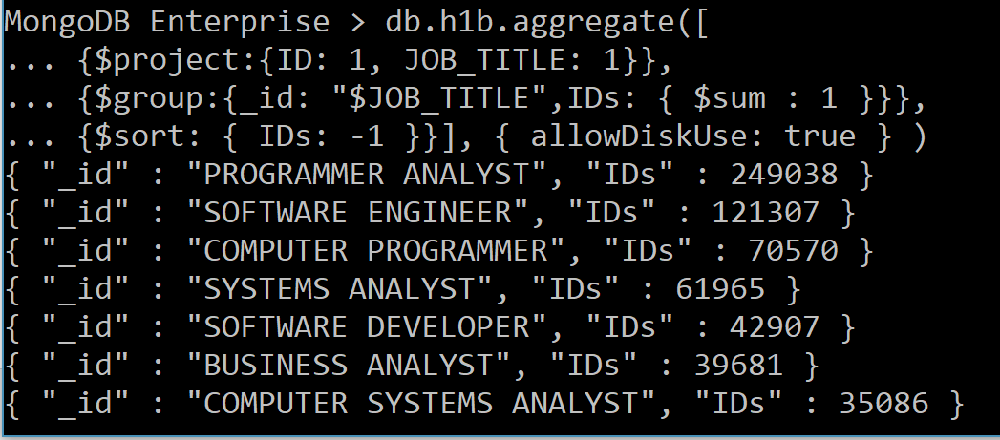 MongoDB Enterprise > db.h1b.aggregate([
... {$project:{ID: 1, JOB_TITLE: 1}},
... {$group:{_id: "$JOB_TITLE",IDs: { $sum : 1 }}},
... {$sort: { IDs: -1 }}], { allowDiskUse: true } )
{ "_id" : "PROGRAMMER ANALYST", "IDs" : 249038 }
{ "_id" : "SOFTWARE ENGINEER", "IDs" : 121307 }
{ "_id" : "COMPUTER PROGRAMMER", "IDs" : 70570 }
{ "_id" : "SYSTEMS ANALYST", "IDs" : 61965 }
{ "_id" : "SOFTWARE DEVELOPER", "IDs" : 42907 }
{ "_id" : "BUSINESS ANALYST", "IDs" : 39681 }
{ "_id" : "COMPUTER SYSTEMS ANALYST", "IDs" : 35086 }